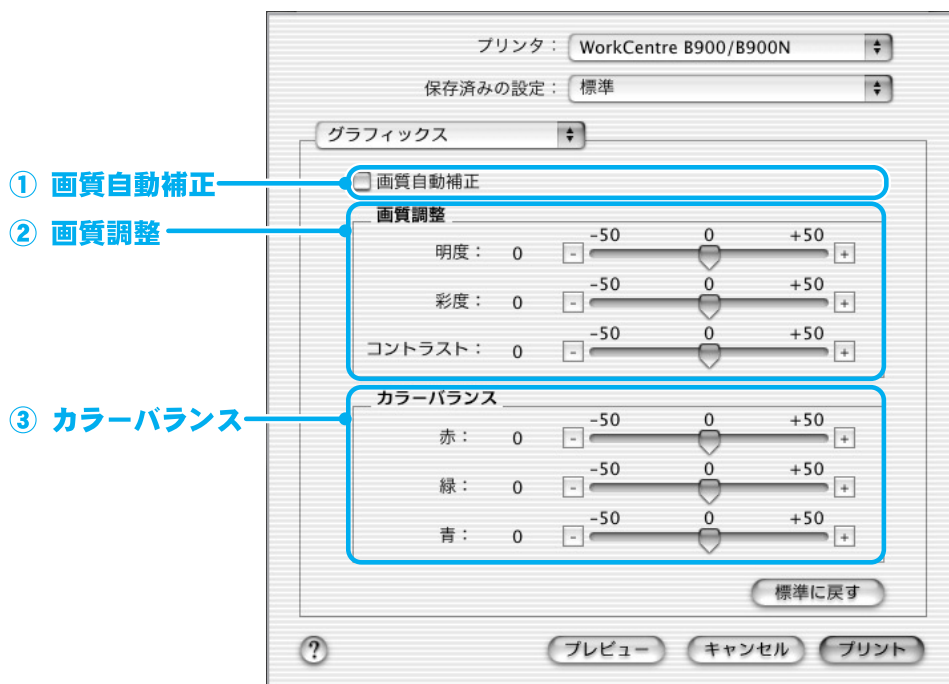 プリンタ： WorkCentre B900/B900N
保存済みの設定： 標準
グラフィックス
① 画質自動補正
画質自動補正
② 画質調整
画質調整
明度： 0 - -50 0 +50 +
彩度： 0 - -50 0 +50 +
コントラスト： 0 - -50 0 +50 +
③ カラーバランス
カラーバランス
赤： 0 - -50 0 +50 +
緑： 0 - -50 0 +50 +
青： 0 - -50 0 +50 +
標準に戻す
? プレビュー キャンセル プリント